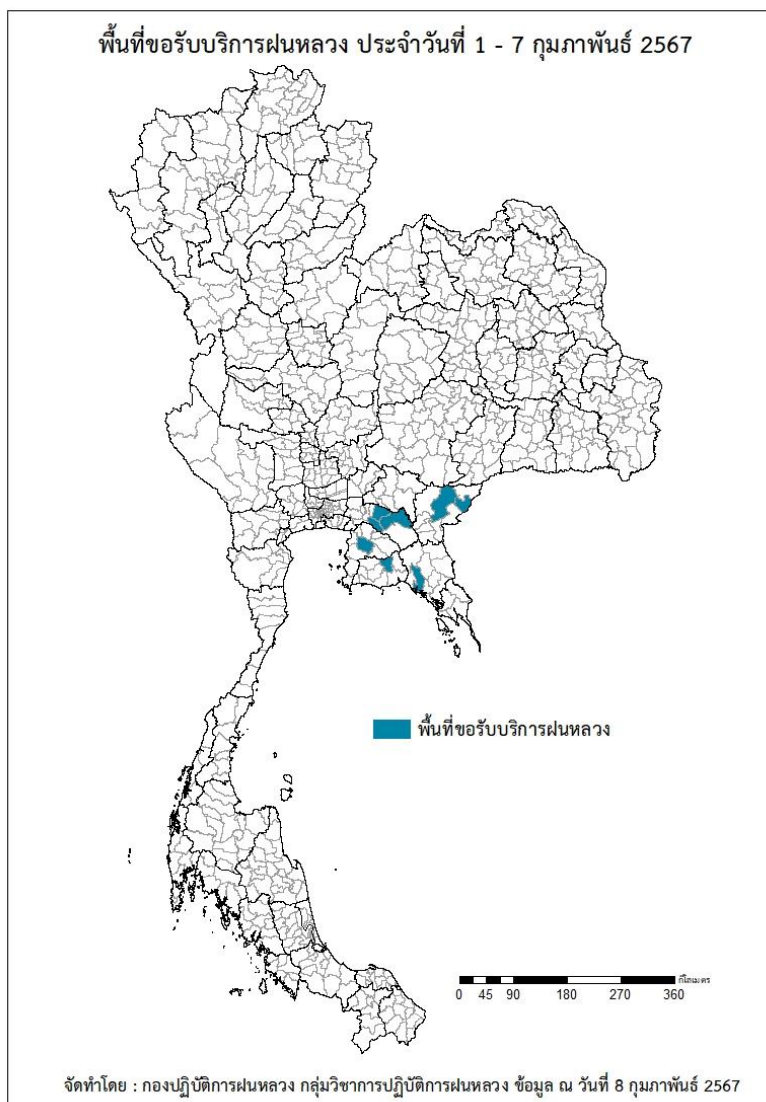 พื้นที่ขอรับบริการฝนหลวง ประจำวันที่ 1 - 7 กุมภาพันธ์ 2567
พื้นที่ขอรับบริการฝนหลวง
กิโลเมตร
0 45 90 180 270 360
จัดทำโดย : กองปฏิบัติการฝนหลวง กลุ่มวิชาการปฏิบัติการฝนหลวง ข้อมูล ณ วันที่ 8 กุมภาพันธ์ 2567